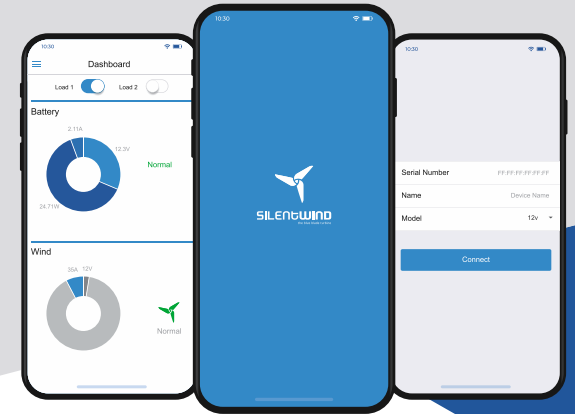 10:30
Dashboard
Load 1
Load 2
Battery
2.11A
12.3V
Normal
24.71W
Wind
35A
12V
Normal
10:30
SILENTWIND
10:30
Serial Number
FF:FF:FF:FF:FF:FF
Name
Device Name
Model
12v
Connect